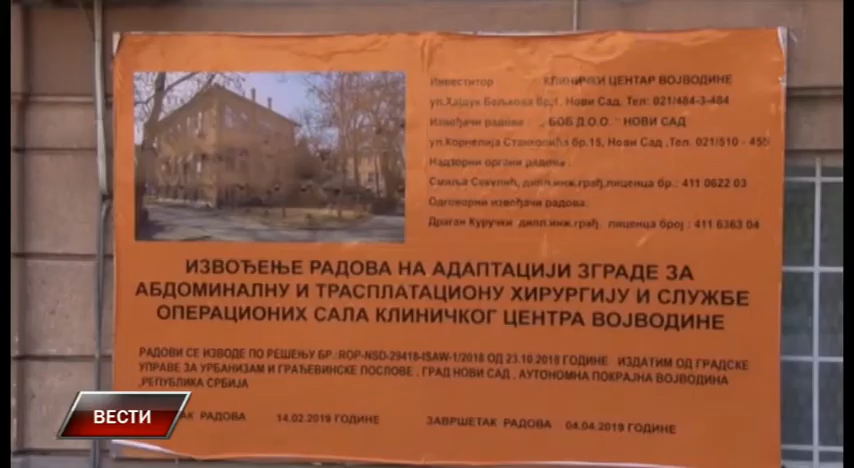 Инвеститор КЛИНИЧКИ ЦЕНТАР ВОЈВОДИНЕ
ул.Хајдук Вељкова Бр.1, Нови Сад. Тел: 021/484-3-484
Извођачи радова „БОБ Д.О.О." НОВИ САД
ул.Корнелија Станковића бр.15, Нови Сад ,Тел. 021/510 -
Надзорни органи радова:
Смиља Секулић, дипл.инж.грађ,лиценца бр.: 411 0622 03
Одговорни извођачи радова:
Драган Куручки дипл.инж.грађ. лиценца број : 411 6363 04
ИЗВОЂЕЊЕ РАДОВА НА АДАПТАЦИЈИ ЗГРАДЕ ЗА
АБДОМИНАЛНУ И ТРАСПЛАТАЦИОНУ ХИРУРГИЈУ И СЛУЖБЕ
ОПЕРАЦИОНИХ САЛА КЛИНИЧКОГ ЦЕНТРА ВОЈВОДИНЕ
РАДОВИ СЕ ИЗВОДЕ ПО РЕШЕЊУ БР.:ROP-NSD-29418-ISAW-1/2018 ОД 23.10.2018 ГОДИНЕ ИЗДАТИМ ОД ГРАДСКЕ
УПРАВЕ ЗА УРБАНИЗАМ И ГРАЂЕВИНСКЕ ПОСЛОВЕ , ГРАД НОВИ САД , АУТОНОМНА ПОКРАЈНА ВОЈВОДИНА
,РЕПУБЛИКА СРБИЈА
РАДОВА 14.02.2019 ГОДИНЕ ЗАВРШЕТАК РАДОВА 04.04.2019 ГОДИНЕ
ВЕСТИ